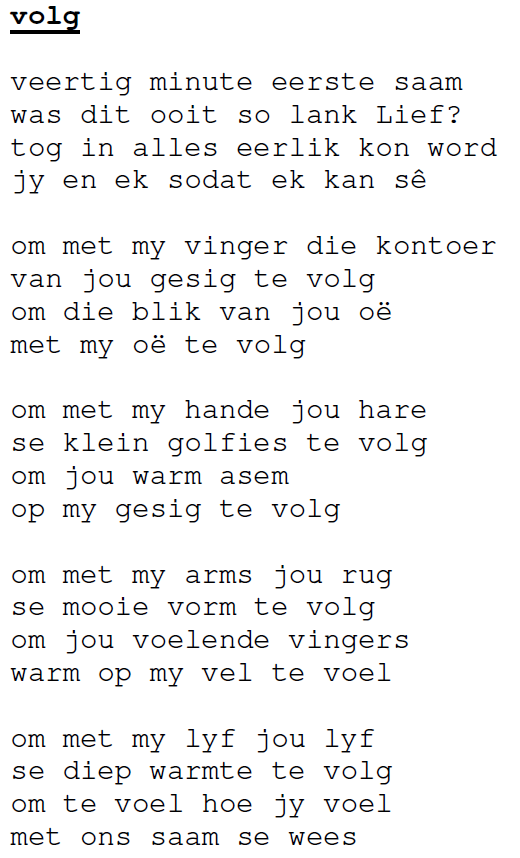 volg
veertig minute eerste saam
was dit ooit so lank Lief?
tog in alles eerlik kon word
jy en ek sodat ek kan sê
om met my vinger die kontoer
van jou gesig te volg
om die blik van jou oë
met my oë te volg
om met my hande jou hare
se klein golfies te volg
om jou warm asem
op my gesig te volg
om met my arms jou rug
se mooie vorm te volg
om jou voelende vingers
warm op my vel te voel
om met my lyf jou lyf
se diep warmte te volg
om te voel hoe jy voel
met ons saam se wees